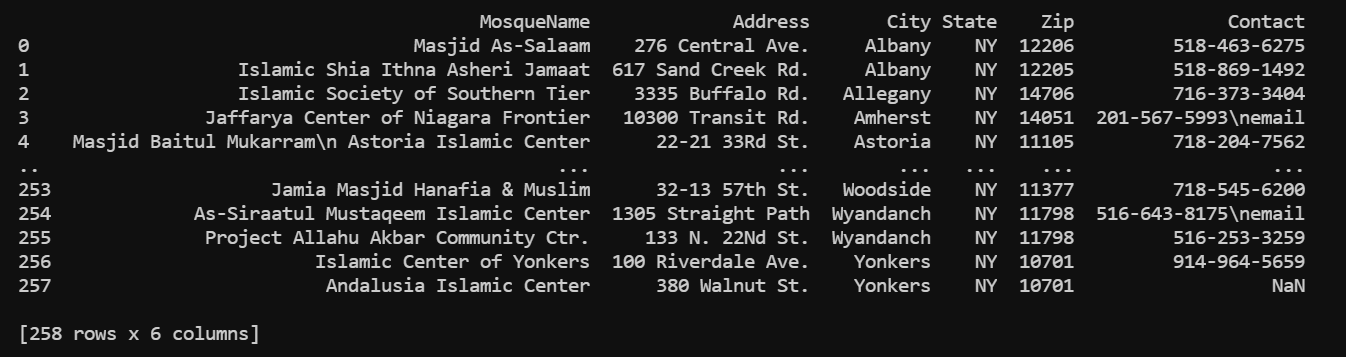 MosqueName Address City State Zip Contact
0 Masjid As-Salaam 276 Central Ave. Albany NY 12206 518-463-6275
1 Islamic Shia Ithna Asheri Jamaat 617 Sand Creek Rd. Albany NY 12205 518-869-1492
2 Islamic Society of Southern Tier 3335 Buffalo Rd. Allegany NY 14706 716-373-3404
3 Jaffarya Center of Niagara Frontier 10300 Transit Rd. Amherst NY 14051 201-567-5993\nemail
4 Masjid Baitul Mukarram\n Astoria Islamic Center 22-21 33Rd St. Astoria NY 11105 718-204-7562
.. ... ... ... ... ... ...
253 Jamia Masjid Hanafia & Muslim 32-13 57th St. Woodside NY 11377 718-545-6200
254 As-Siraatul Mustaqeem Islamic Center 1305 Straight Path Wyandanch NY 11798 516-643-8175\nemail
255 Project Allahu Akbar Community Ctr. 133 N. 22Nd St. Wyandanch NY 11798 516-253-3259
256 Islamic Center of Yonkers 100 Riverdale Ave. Yonkers NY 10701 914-964-5659
257 Andalusia Islamic Center 380 Walnut St. Yonkers NY 10701 NaN
[258 rows x 6 columns]